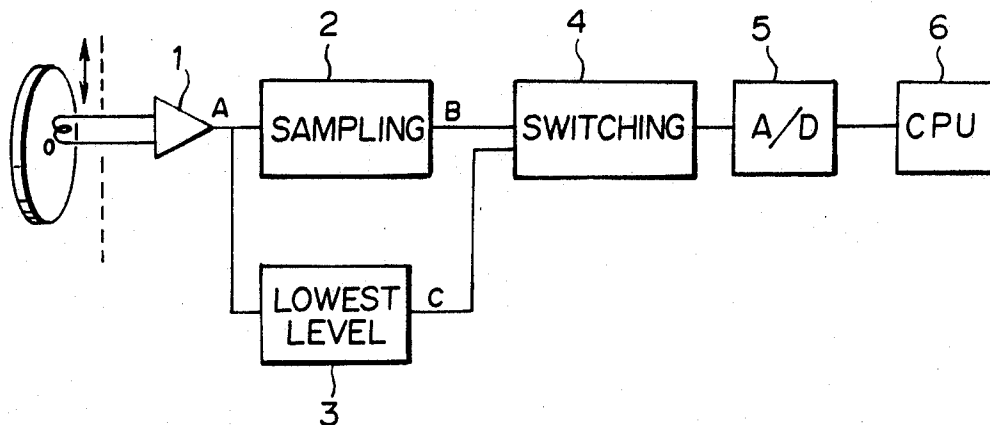 2
4
5
6
1
A
SAMPLING
B
SWITCHING
A/D
CPU
LOWEST
LEVEL
C
3